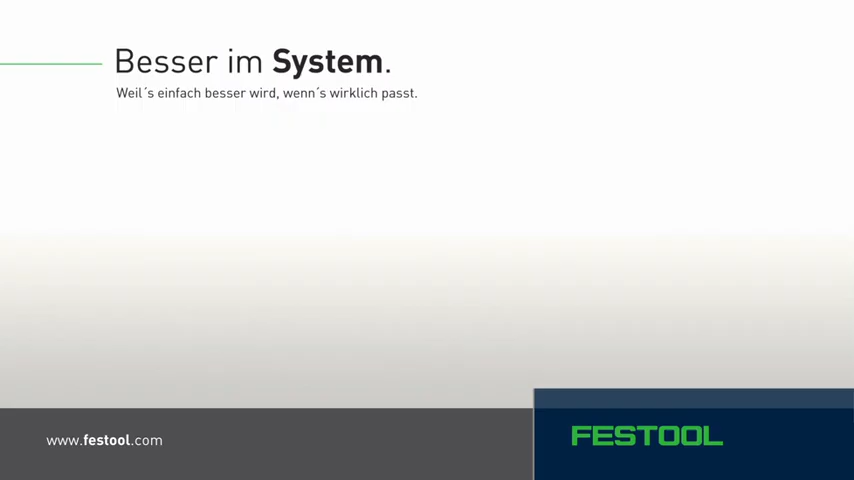 Besser im System.
Weil´s einfach besser wird, wenn´s wirklich passt.
www.festool.com
FESTOOL